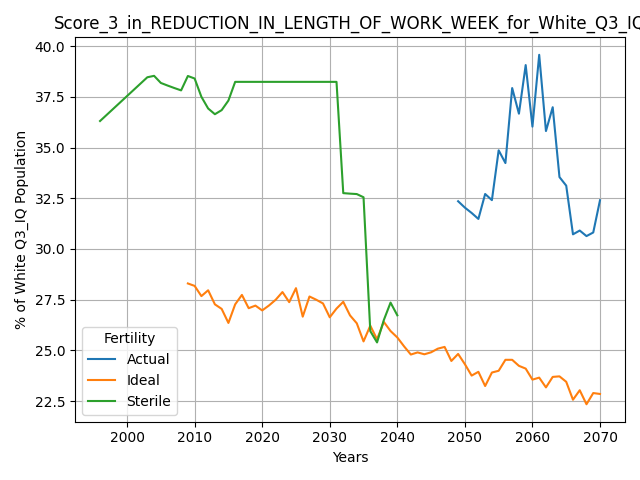 Score_3_in_REDUCTION_IN_LENGTH_OF_WORK_WEEK_for_White_Q3_IQ
40.0
37.5
35.0
32.5
30.0
27.5
25.0
22.5
% of White Q3_IQ Population
Fertility
Actual
Ideal
Sterile
2000 2010 2020 2030 2040 2050 2060 2070
Years